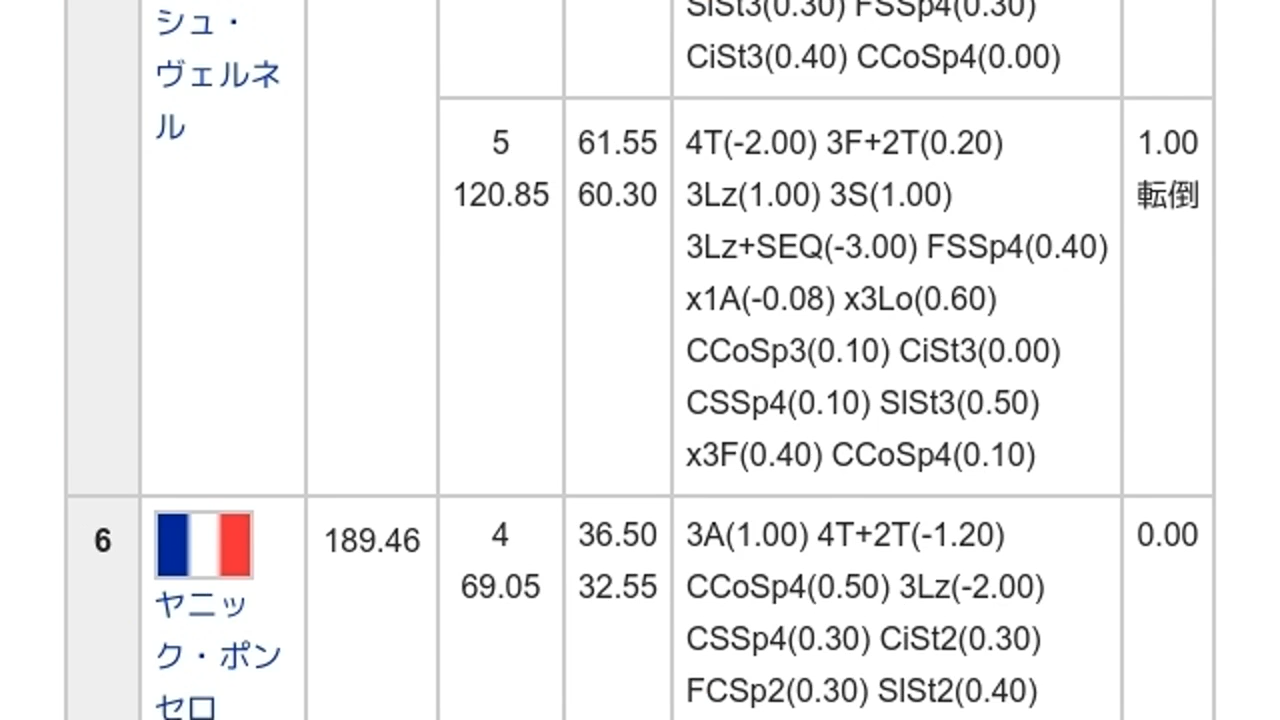 シュ・
ヴェルネ
ル
SlSt3(0.30) FSSp4(0.30)
CiSt3(0.40) CCoSp4(0.00)
5
120.85
61.55
60.30
4T(-2.00) 3F+2T(0.20)
3Lz(1.00) 3S(1.00)
3Lz+SEQ(-3.00) FSSp4(0.40)
x1A(-0.08) x3Lo(0.60)
CCoSp3(0.10) CiSt3(0.00)
CSSp4(0.10) SlSt3(0.50)
x3F(0.40) CCoSp4(0.10)
1.00
転倒
6
ヤニッ
ク・ポン
セロ
189.46
4
69.05
36.50
32.55
3A(1.00) 4T+2T(-1.20)
CCoSp4(0.50) 3Lz(-2.00)
CSSp4(0.30) CiSt2(0.30)
FCSp2(0.30) SlSt2(0.40)
0.00